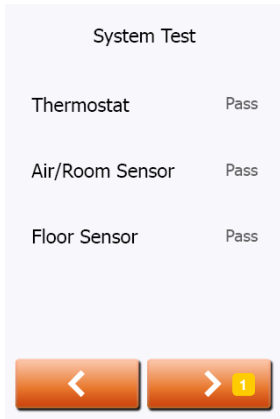 System Test
Thermostat Pass
Air/Room Sensor Pass
Floor Sensor Pass
1